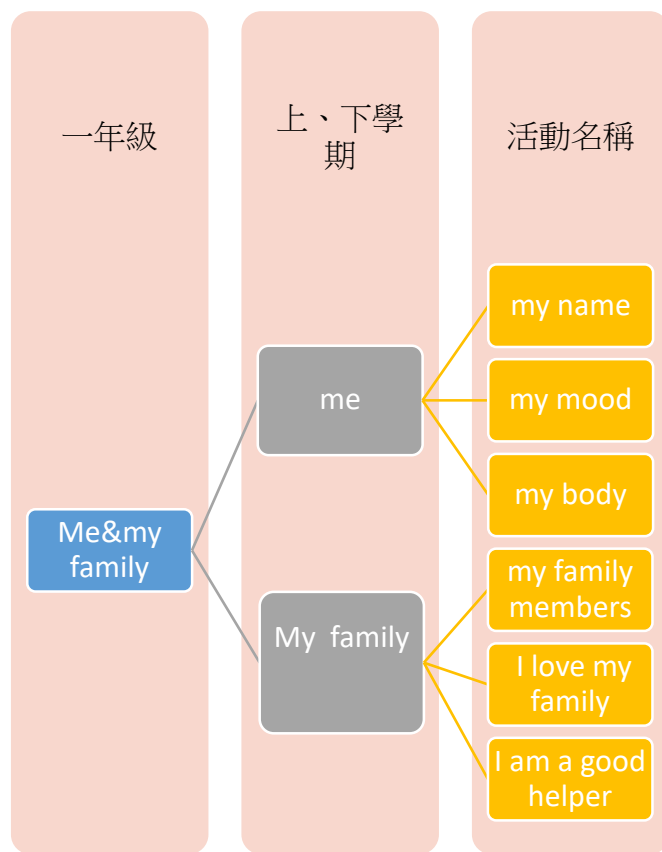 一年級
上、下學
期
活動名稱
Me&my
family
me
My  family
my name
my mood
my body
my family
members
I love my
family
I am a good
helper